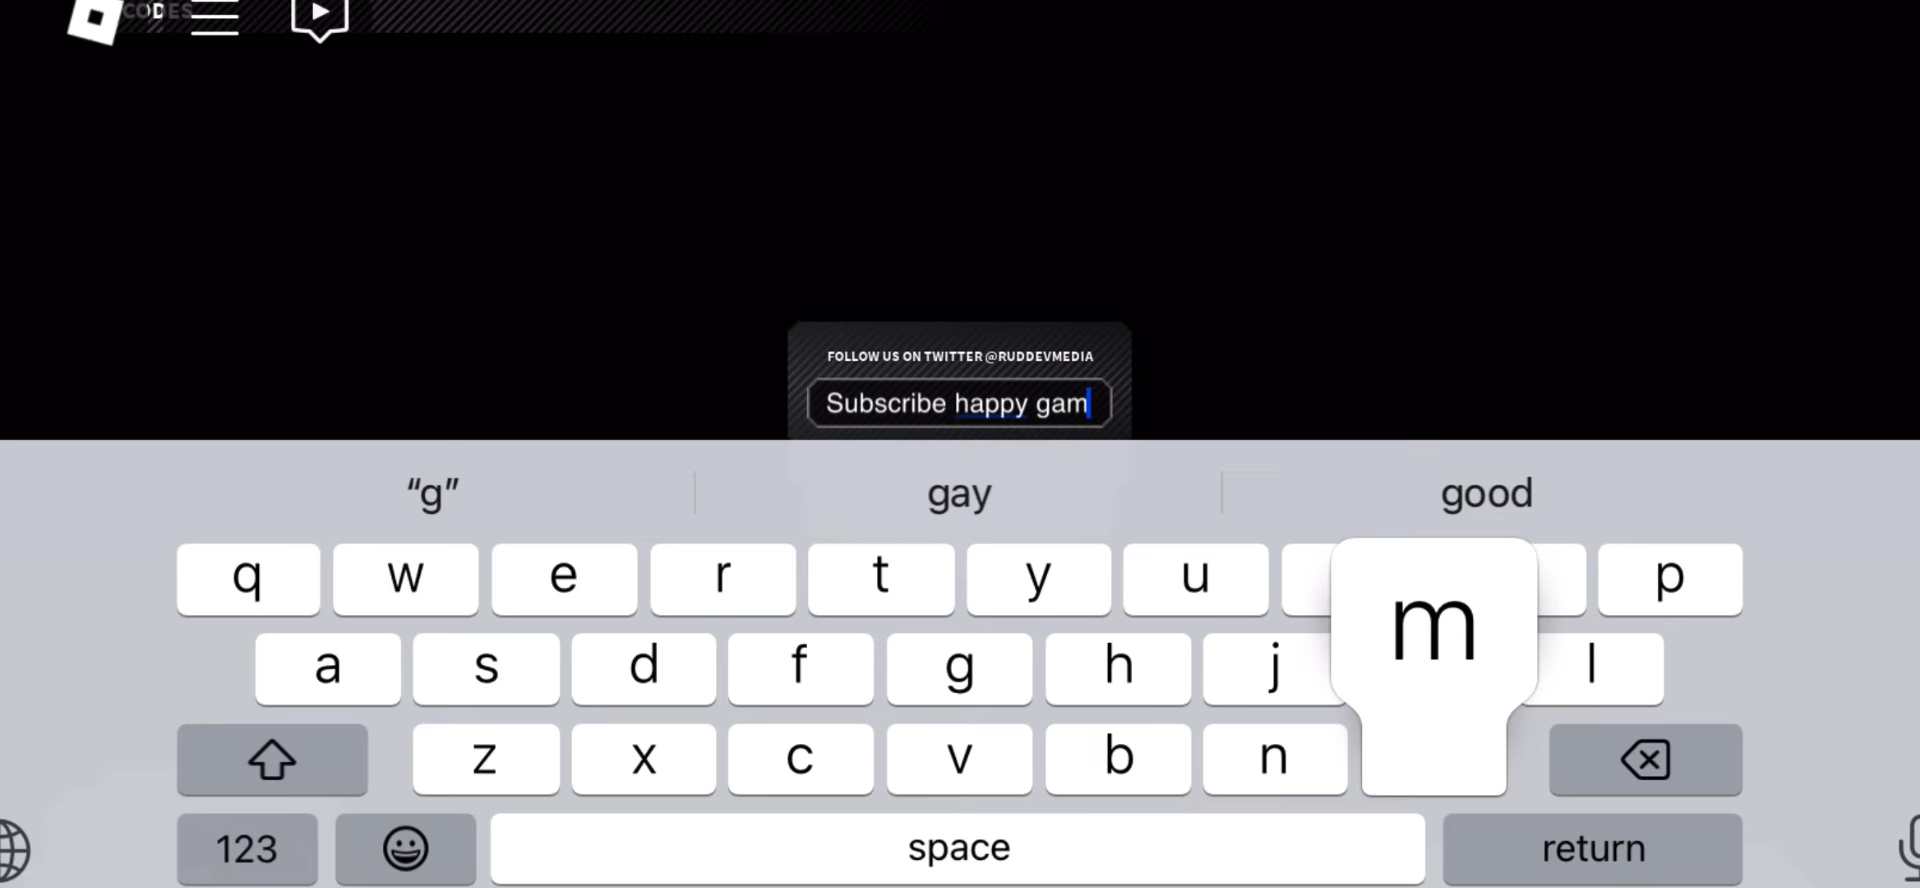 CODES
FOLLOW US ON TWITTER @RUDDEVMEDIA
Subscribe happy gam
“g” gay good
q w e r t y u p
m
a s d f g h j l
z x c v b n
123 space return